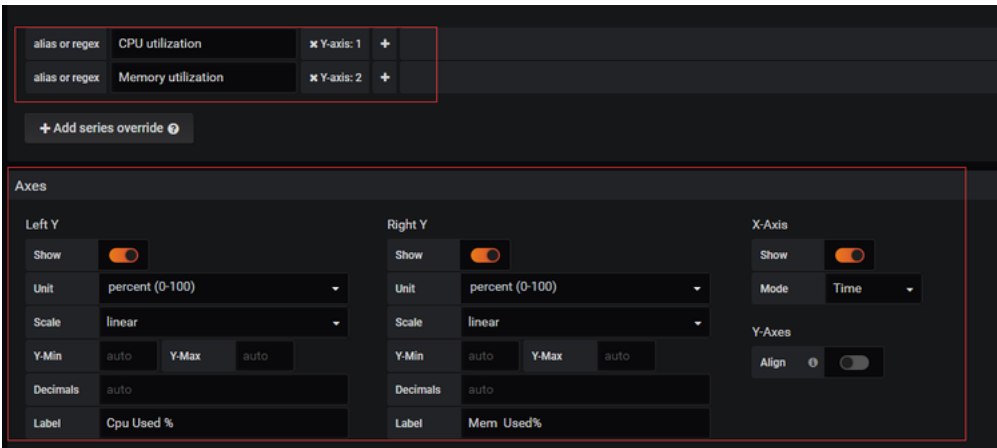 alias or regex CPU utilization × Y-axis: 1 +
alias or regex Memory utilization × Y-axis: 2 +
+ Add series override ?
Axes
Left Y
Show
Unit percent (0-100)
Scale linear
Y-Min auto Y-Max auto
Decimals auto
Label Cpu Used %
Right Y
Show
Unit percent (0-100)
Scale linear
Y-Min auto Y-Max auto
Decimals auto
Label Mem Used%
X-Axis
Show
Mode Time
Y-Axes
Align